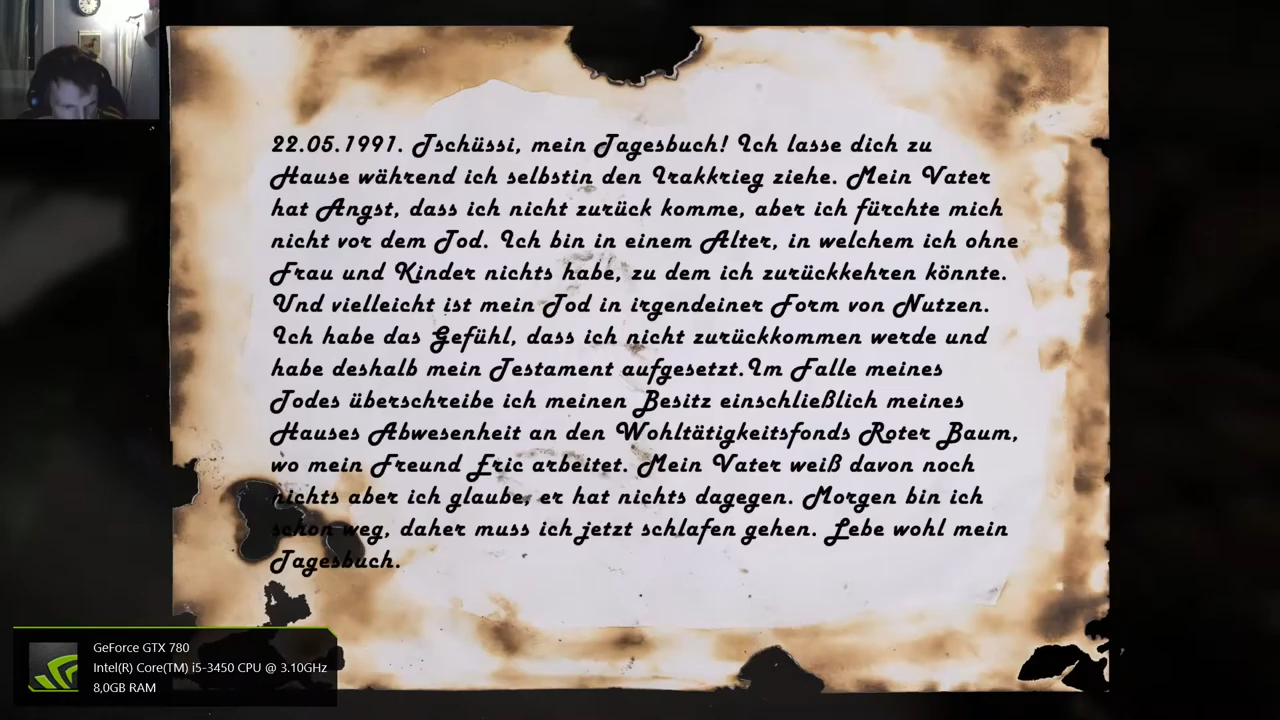 22.05.1991. Tschüssi, mein Tagesbuch! Ich lasse dich zu
Hause während ich selbstin den Irakkrieg ziehe. Mein Vater
hat Angst, dass ich nicht zurück komme, aber ich fürchte mich
nicht vor dem Tod. Ich bin in einem Alter, in welchem ich ohne
Frau und Kinder nichts habe, zu dem ich zurückkehren könnte.
Und vielleicht ist mein Tod in irgendeiner Form von Nutzen.
Ich habe das Gefühl, dass ich nicht zurückkommen werde und
habe deshalb mein Testament aufgesetzt.Im Falle meines
Todes überschreibe ich meinen Besitz einschließlich meines
Hauses Abwesenheit an den Wohltätigkeitsfonds Roter Baum,
wo mein Freund Eric arbeitet. Mein Vater weiß davon noch
nichts aber ich glaube, er hat nichts dagegen. Morgen bin ich
schon weg, daher muss ich jetzt schlafen gehen. Lebe wohl mein
Tagesbuch.
GeForce GTX 780
Intel(R) Core(TM) i5-3450 CPU @ 3.10GHz
8,0GB RAM